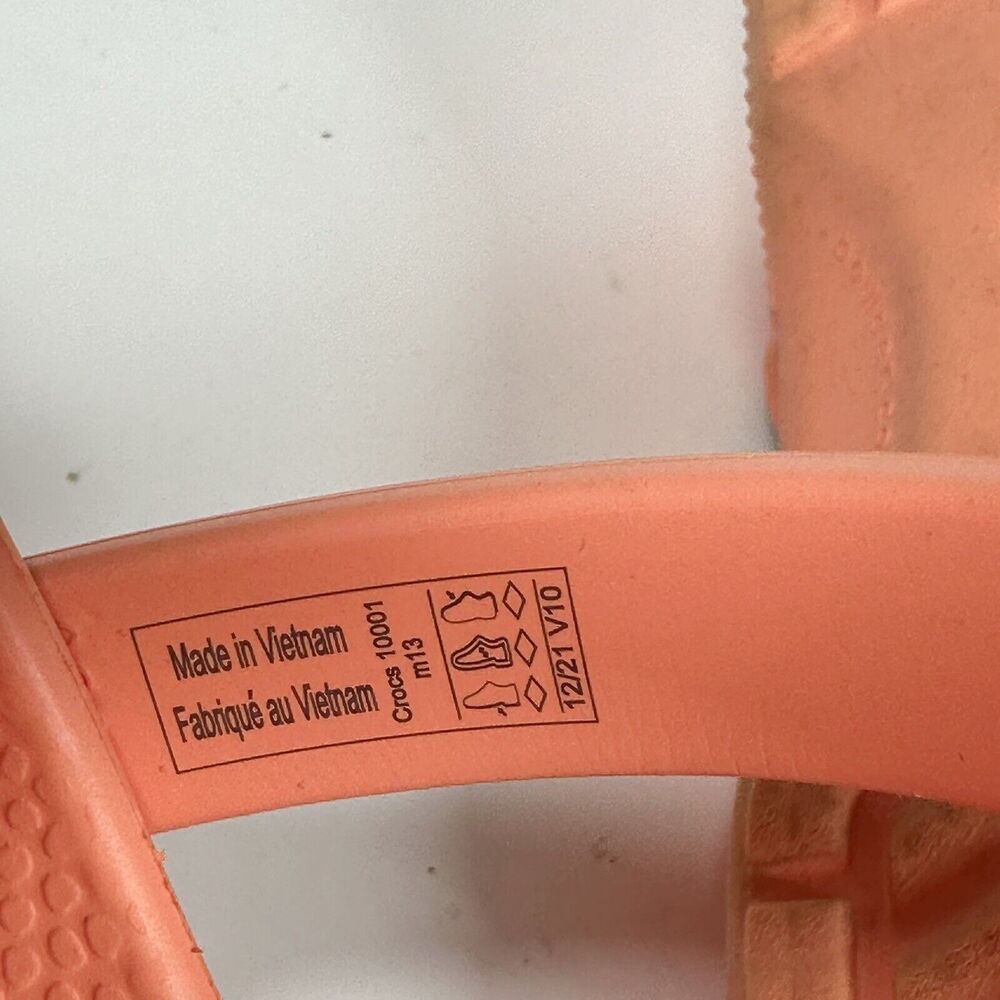 Made in Vietnam
Fabriqué au Vietnam
Crocs 10001
m13
12/21 V10